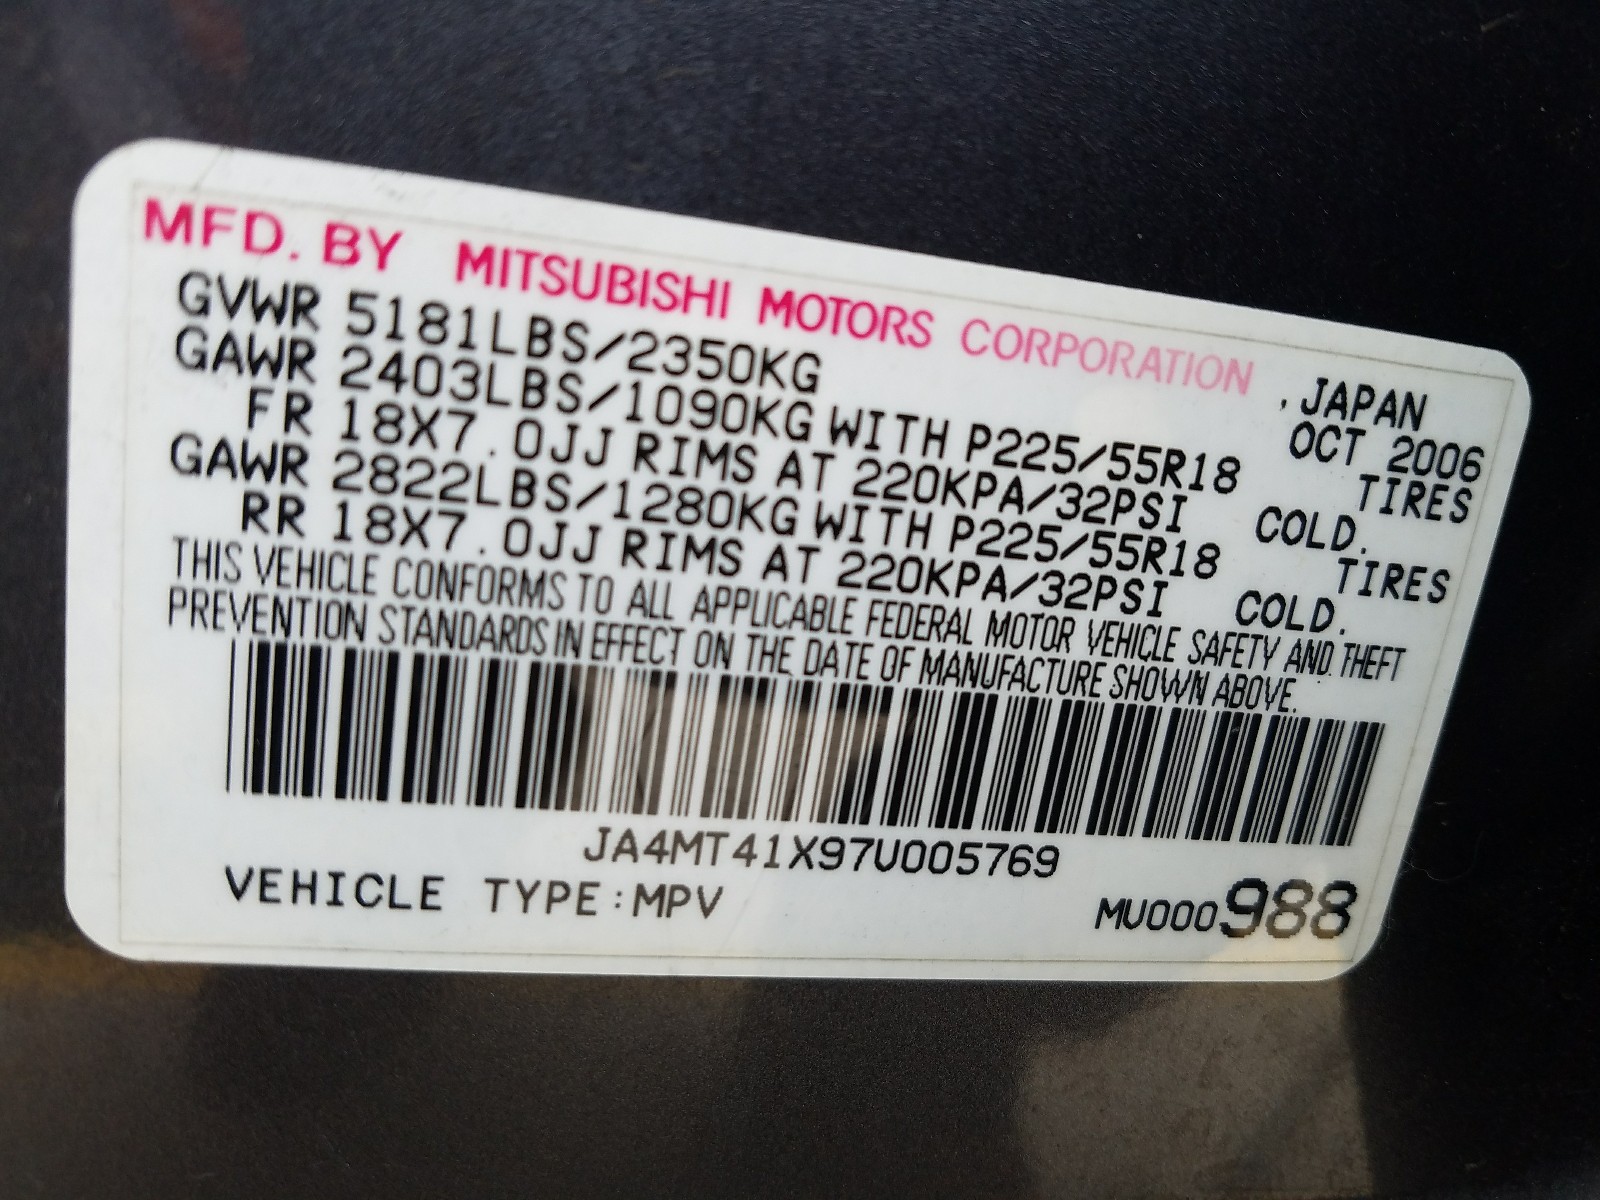 MFD. BY MITSUBISHI MOTORS CORPORATION, JAPAN
GVWR 5181LBS/2350KG OCT 2006
GAWR 2403LBS/1090KG WITH P225/55R18 TIRES
FR 18X7.0JJ RIMS AT 220KPA/32PSI COLD.
GAWR 2822LBS/1280KG WITH P225/55R18 TIRES
RR 18X7.0JJ RIMS AT 220KPA/32PSI COLD.
THIS VEHICLE CONFORMS TO ALL APPLICABLE FEDERAL MOTOR VEHICLE SAFETY AND THEFT
PREVENTION STANDARDS IN EFFECT ON THE DATE OF MANUFACTURE SHOWN ABOVE.
JA4MT41X97U005769
VEHICLE TYPE:MPV MU000988